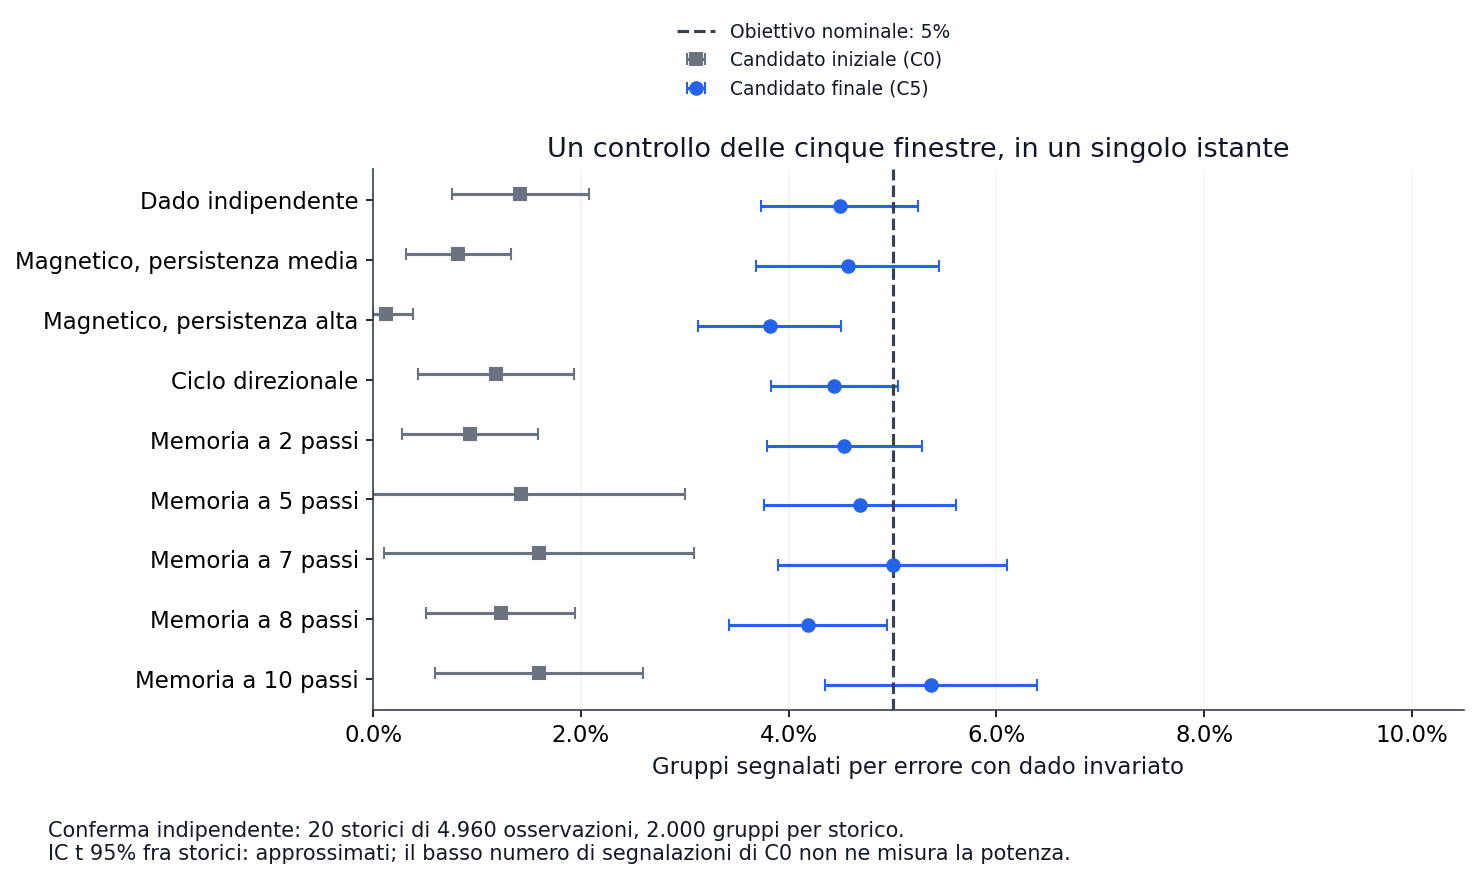 Obiettivo nominale: 5%
Candidato iniziale (C0)
Candidato finale (C5)
Un controllo delle cinque finestre, in un singolo istante
Dado indipendente
Magnetico, persistenza media
Magnetico, persistenza alta
Ciclo direzionale
Memoria a 2 passi
Memoria a 5 passi
Memoria a 7 passi
Memoria a 8 passi
Memoria a 10 passi
0.0% 2.0% 4.0% 6.0% 8.0% 10.0%
Gruppi segnalati per errore con dado invariato
Conferma indipendente: 20 storici di 4.960 osservazioni, 2.000 gruppi per storico.
IC t 95% fra storici: approssimati; il basso numero di segnalazioni di C0 non ne misura la potenza.